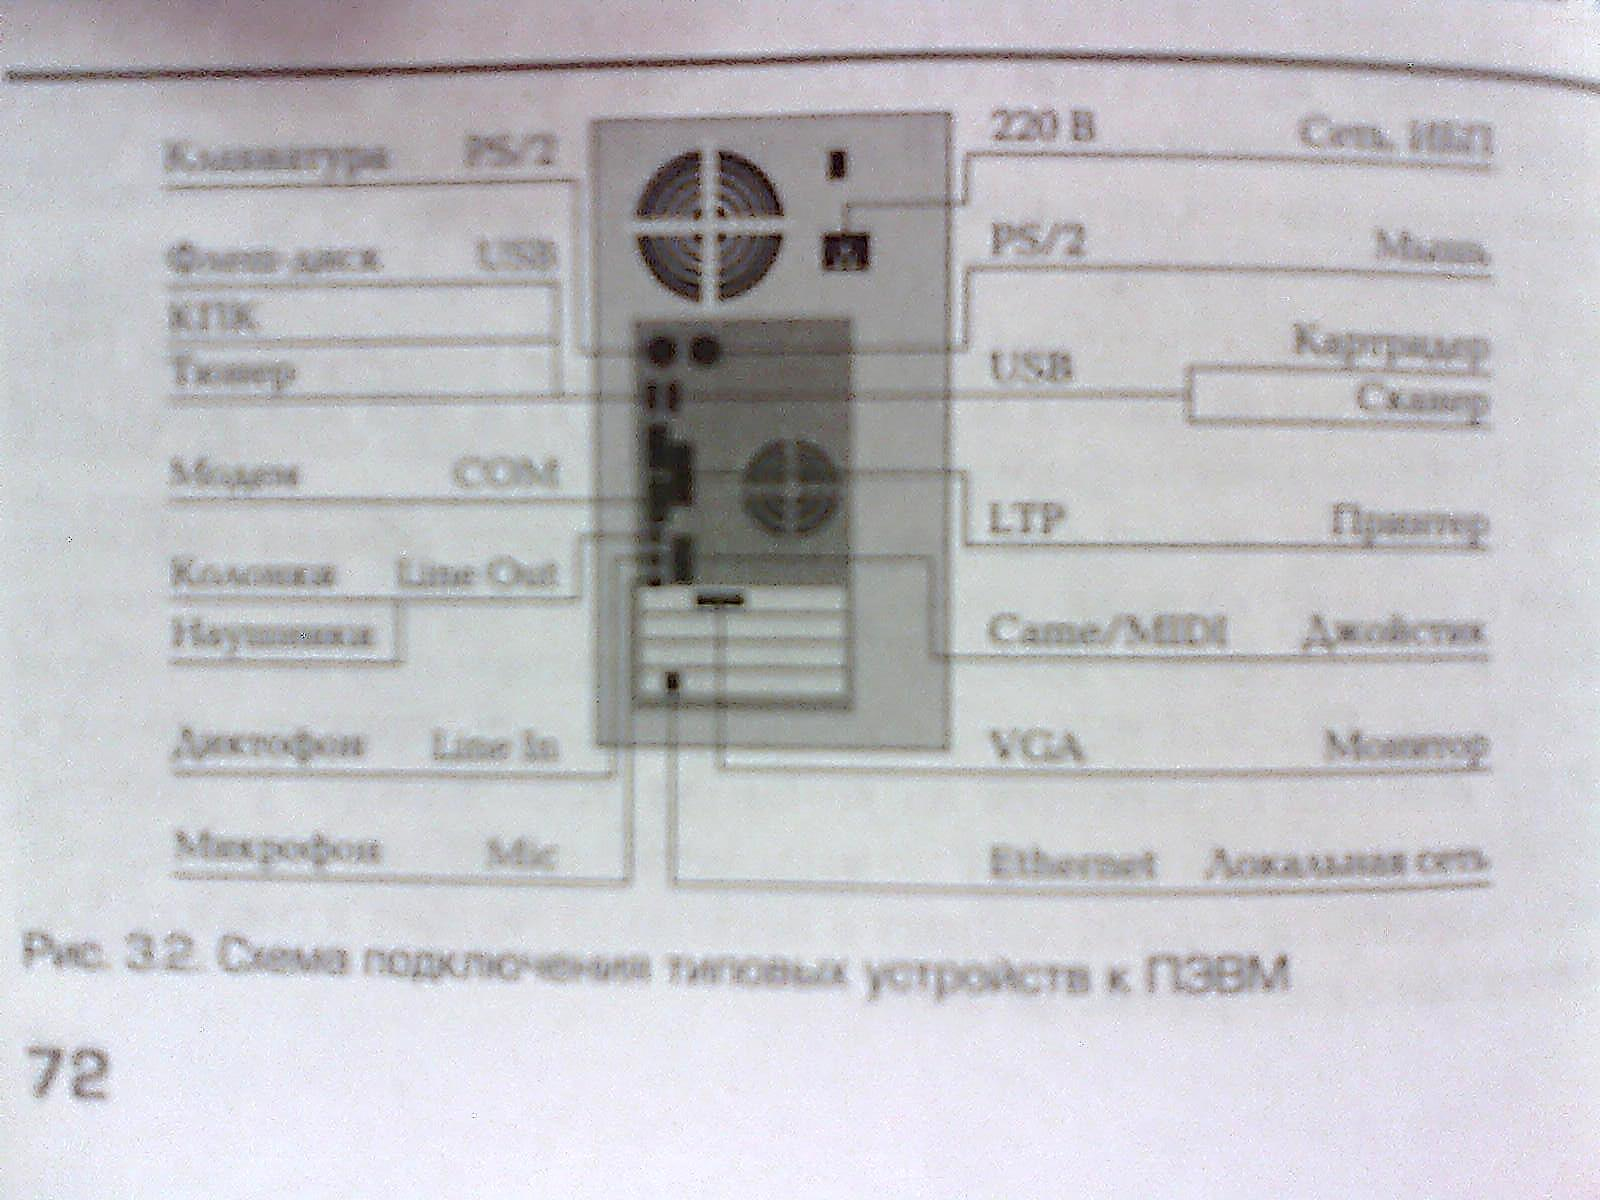 Клавиатура PS/2
Флеш-диск USB
КПК
Тюнер
Модем COM
Колонки Line Out
Наушники
Диктофон Line In
Микрофон Mic
220 В Сеть, ИБП
PS/2 Мышь
USB Картридер
Сканер
LTP Принтер
Came/MIDI Джойстик
VGA Монитор
Ethernet Локальная сеть
Рис. 3.2. Схема подключения типовых устройств к ПЭВМ
72